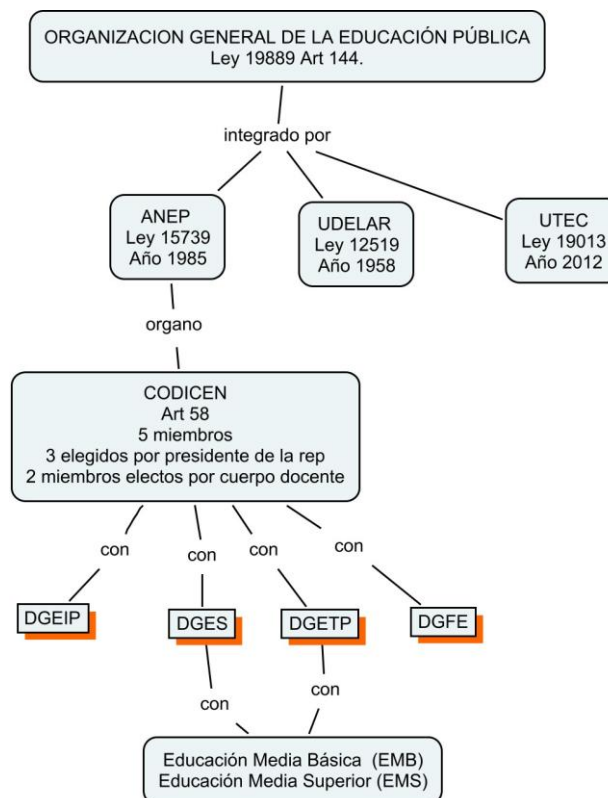 ORGANIZACION GENERAL DE LA EDUCACIÓN PÚBLICA
Ley 19889 Art 144.
integrado por
ANEP
Ley 15739
Año 1985
UDELAR
Ley 12519
Año 1958
UTEC
Ley 19013
Año 2012
organo
CODICEN
Art 58
5 miembros
3 elegidos por presidente de la rep
2 miembros electos por cuerpo docente
con
con
con
con
DGEIP
DGES
DGETP
DGFE
con
con
Educación Media Básica (EMB)
Educación Media Superior (EMS)